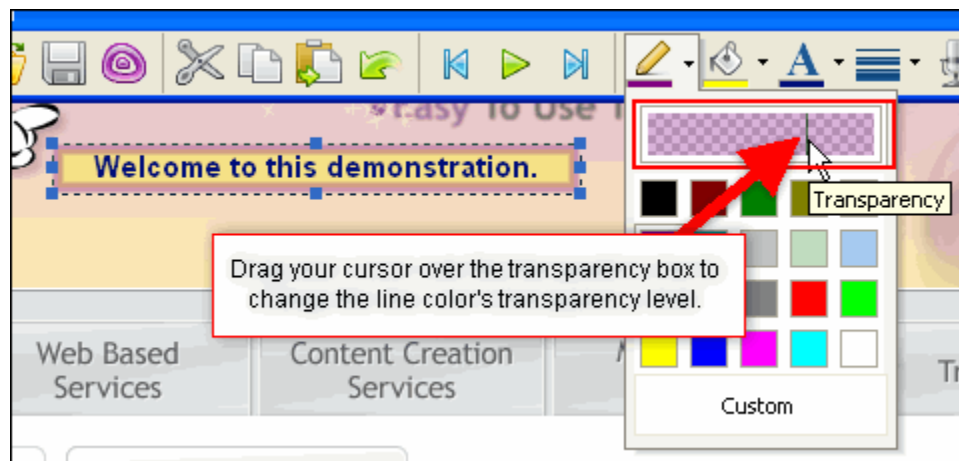 Easy To Use
Welcome to this demonstration.
Transparency
Drag your cursor over the transparency box to
change the line color's transparency level.
Web Based
Services
Content Creation
Services
Custom